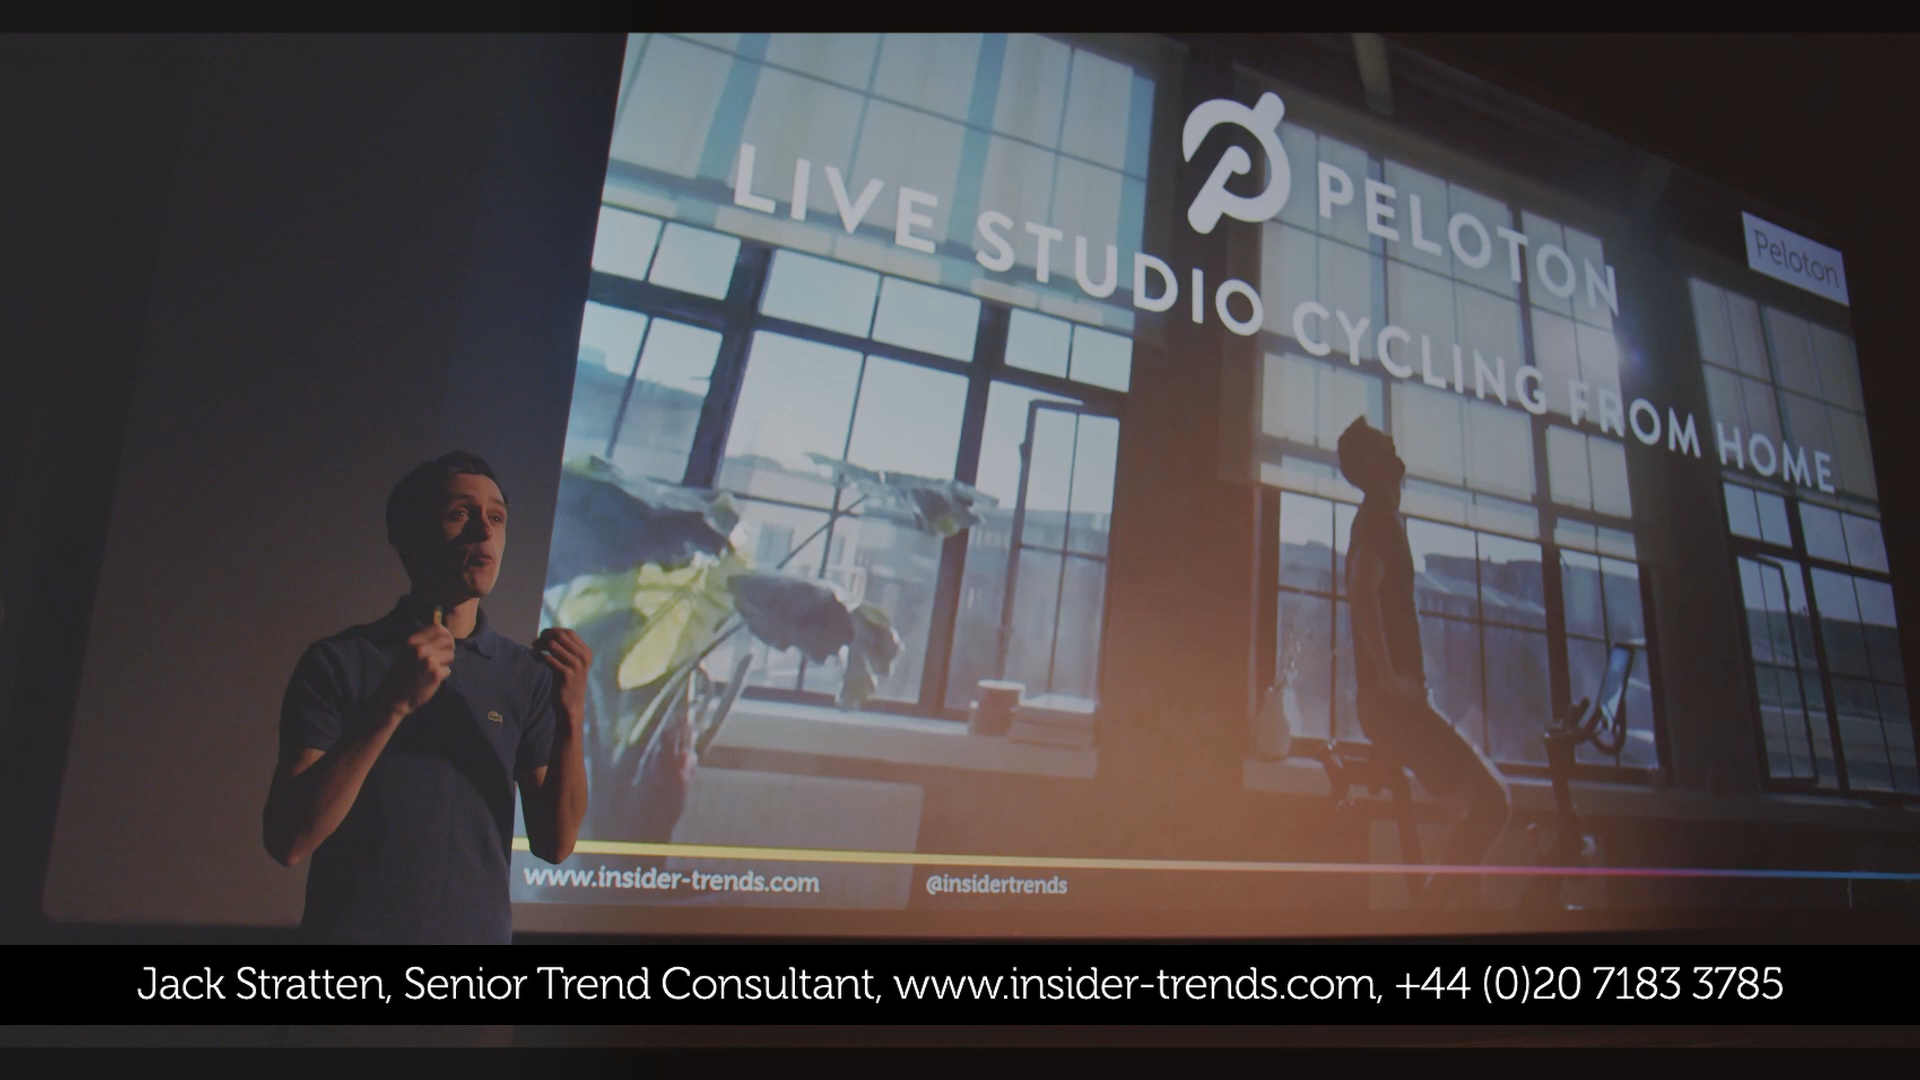 PELOTON
LIVE STUDIO CYCLING FROM HOME
Peloton
www.insider-trends.com
@insidertrends
Jack Stratten, Senior Trend Consultant, www.insider-trends.com, +44 (0)20 7183 3785